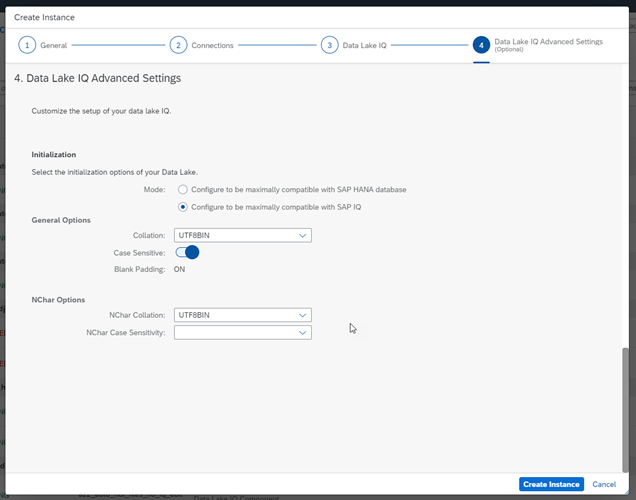 Create Instance
1 General 2 Connections 3 Data Lake IQ 4 Data Lake IQ Advanced Settings
(Optional)
4. Data Lake IQ Advanced Settings
Customize the setup of your data lake IQ.
Initialization
Select the initialization options of your Data Lake.
Mode: Configure to be maximally compatible with SAP HANA database
Configure to be maximally compatible with SAP IQ
General Options
Collation: UTF8BIN
Case Sensitive:
Blank Padding: ON
NChar Options
NChar Collation: UTF8BIN
NChar Case Sensitivity:
Create Instance Cancel
Data Lake IQ Component